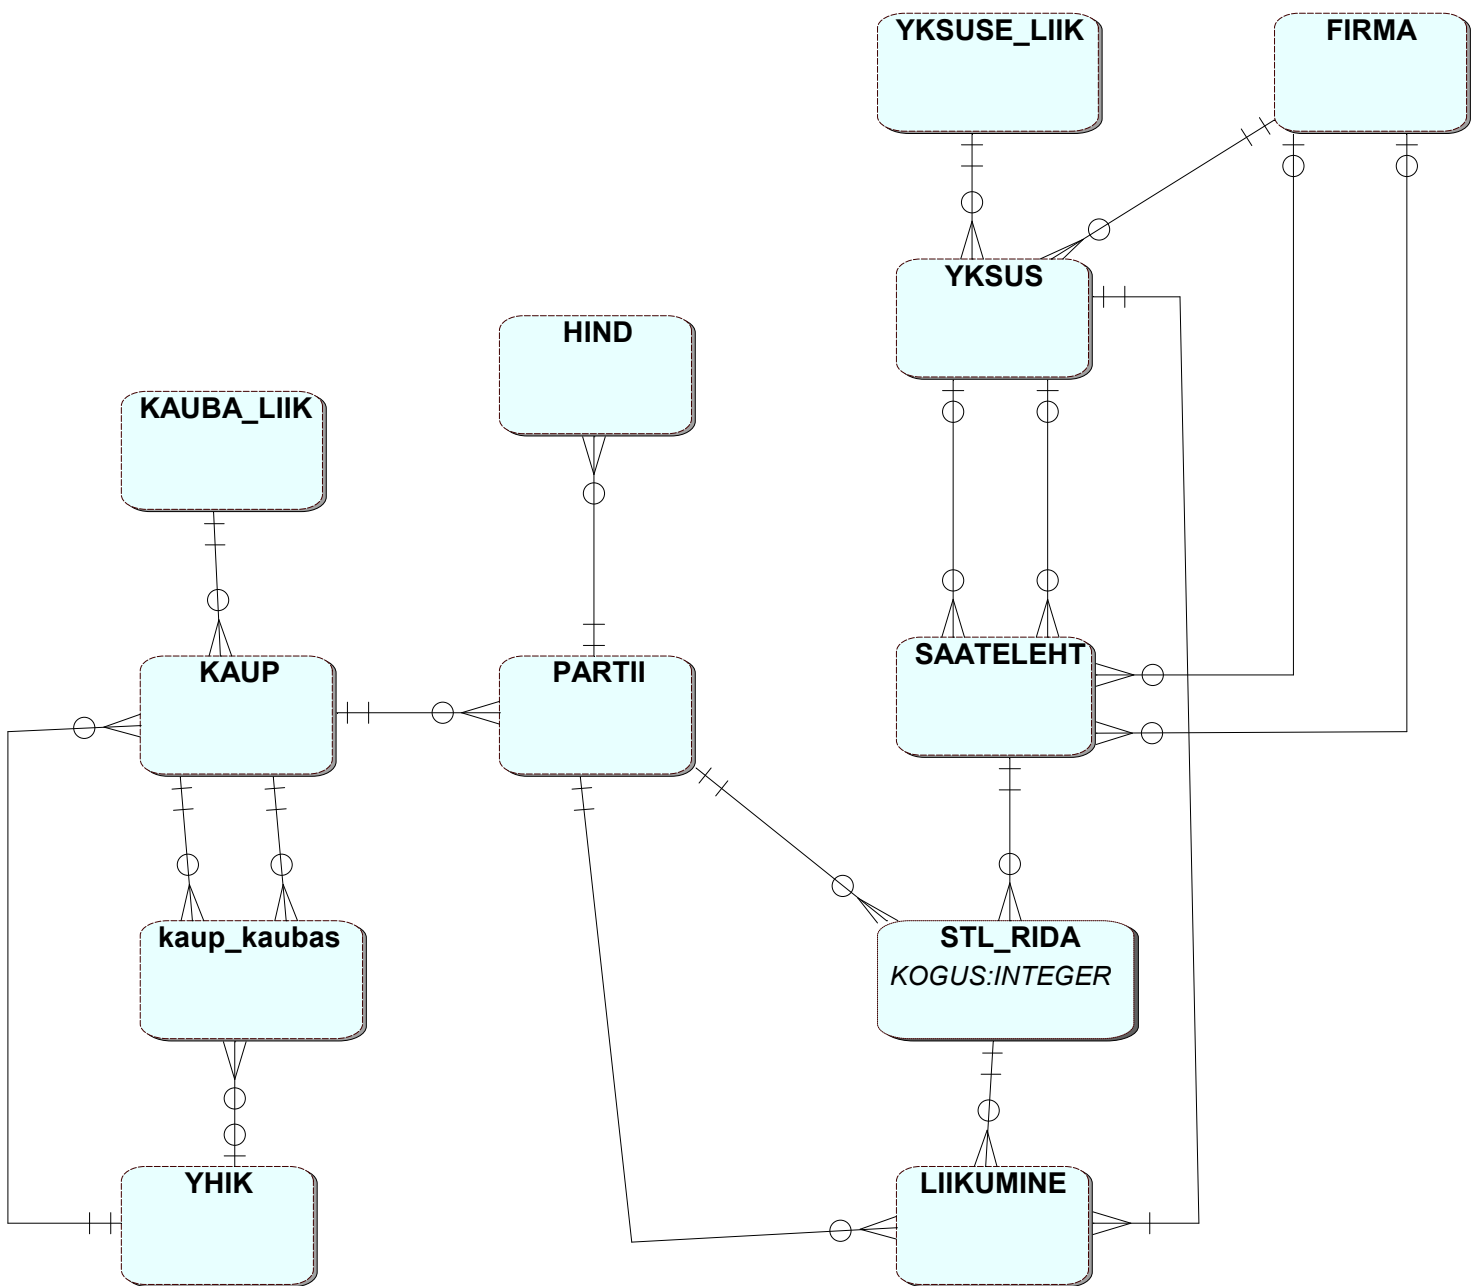 YKSUSE_LIIK
FIRMA
YKSUS
HIND
KAUBA_LIIK
KAUP
PARTII
SAATELEHT
kaup_kaubas
STL_RIDA
KOGUS:INTEGER
YHIK
LIIKUMINE